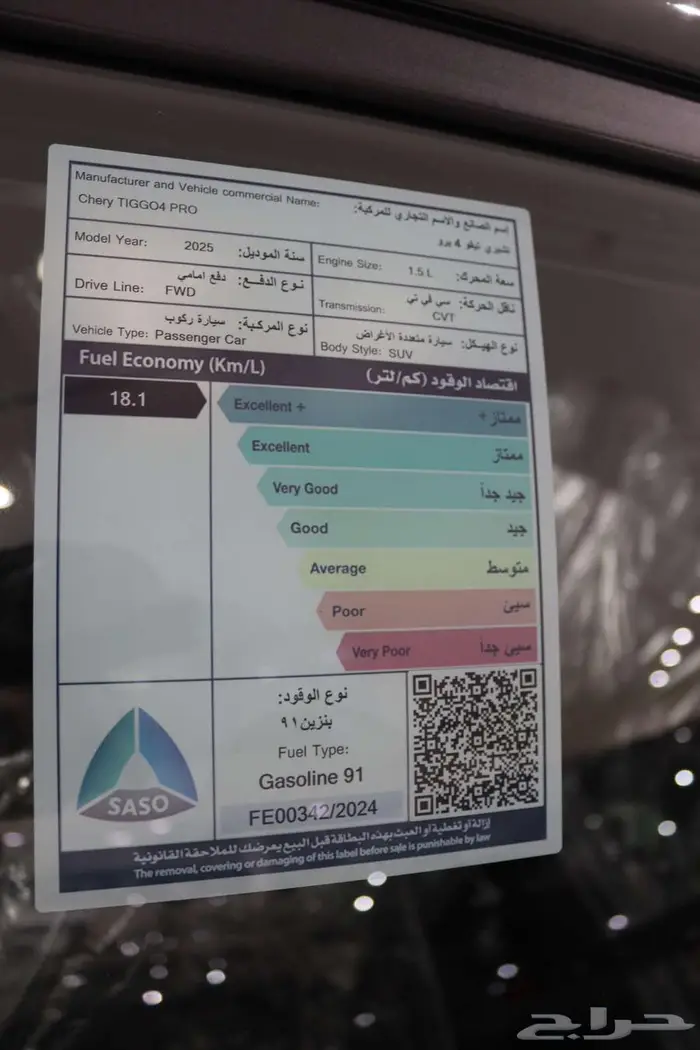 Manufacturer and Vehicle commercial Name: إسم الصانع والاسم التجاري للمركبة:
Chery TIGGO4 PRO شيري تيقو 4 برو
Model Year: 2025 سنة الموديل:
Engine Size: 1.5 L سعة المحرك:
Drive Line: FWD دفع امامي نوع الدفع:
Transmission: CVT سي في تي ناقل الحركة:
Vehicle Type: Passenger Car سيارة ركوب نوع المركبة:
Body Style: SUV سيارة متعددة الأغراض نوع الهيكل:
Fuel Economy (Km/L) اقتصاد الوقود (كم/لتر)
18.1
Excellent + ممتاز +
Excellent ممتاز
Very Good جيد جداً
Good جيد
Average متوسط
Poor سيئ
Very Poor سيئ جداً
SASO
نوع الوقود:
بنزين ٩١
Fuel Type:
Gasoline 91
FE00342/2024
إزالة أو تغطية أو العبث بهذه البطاقة قبل البيع يعرضك للملاحقة القانونية
The removal, covering or damaging of this label before sale is punishable by law
حراج